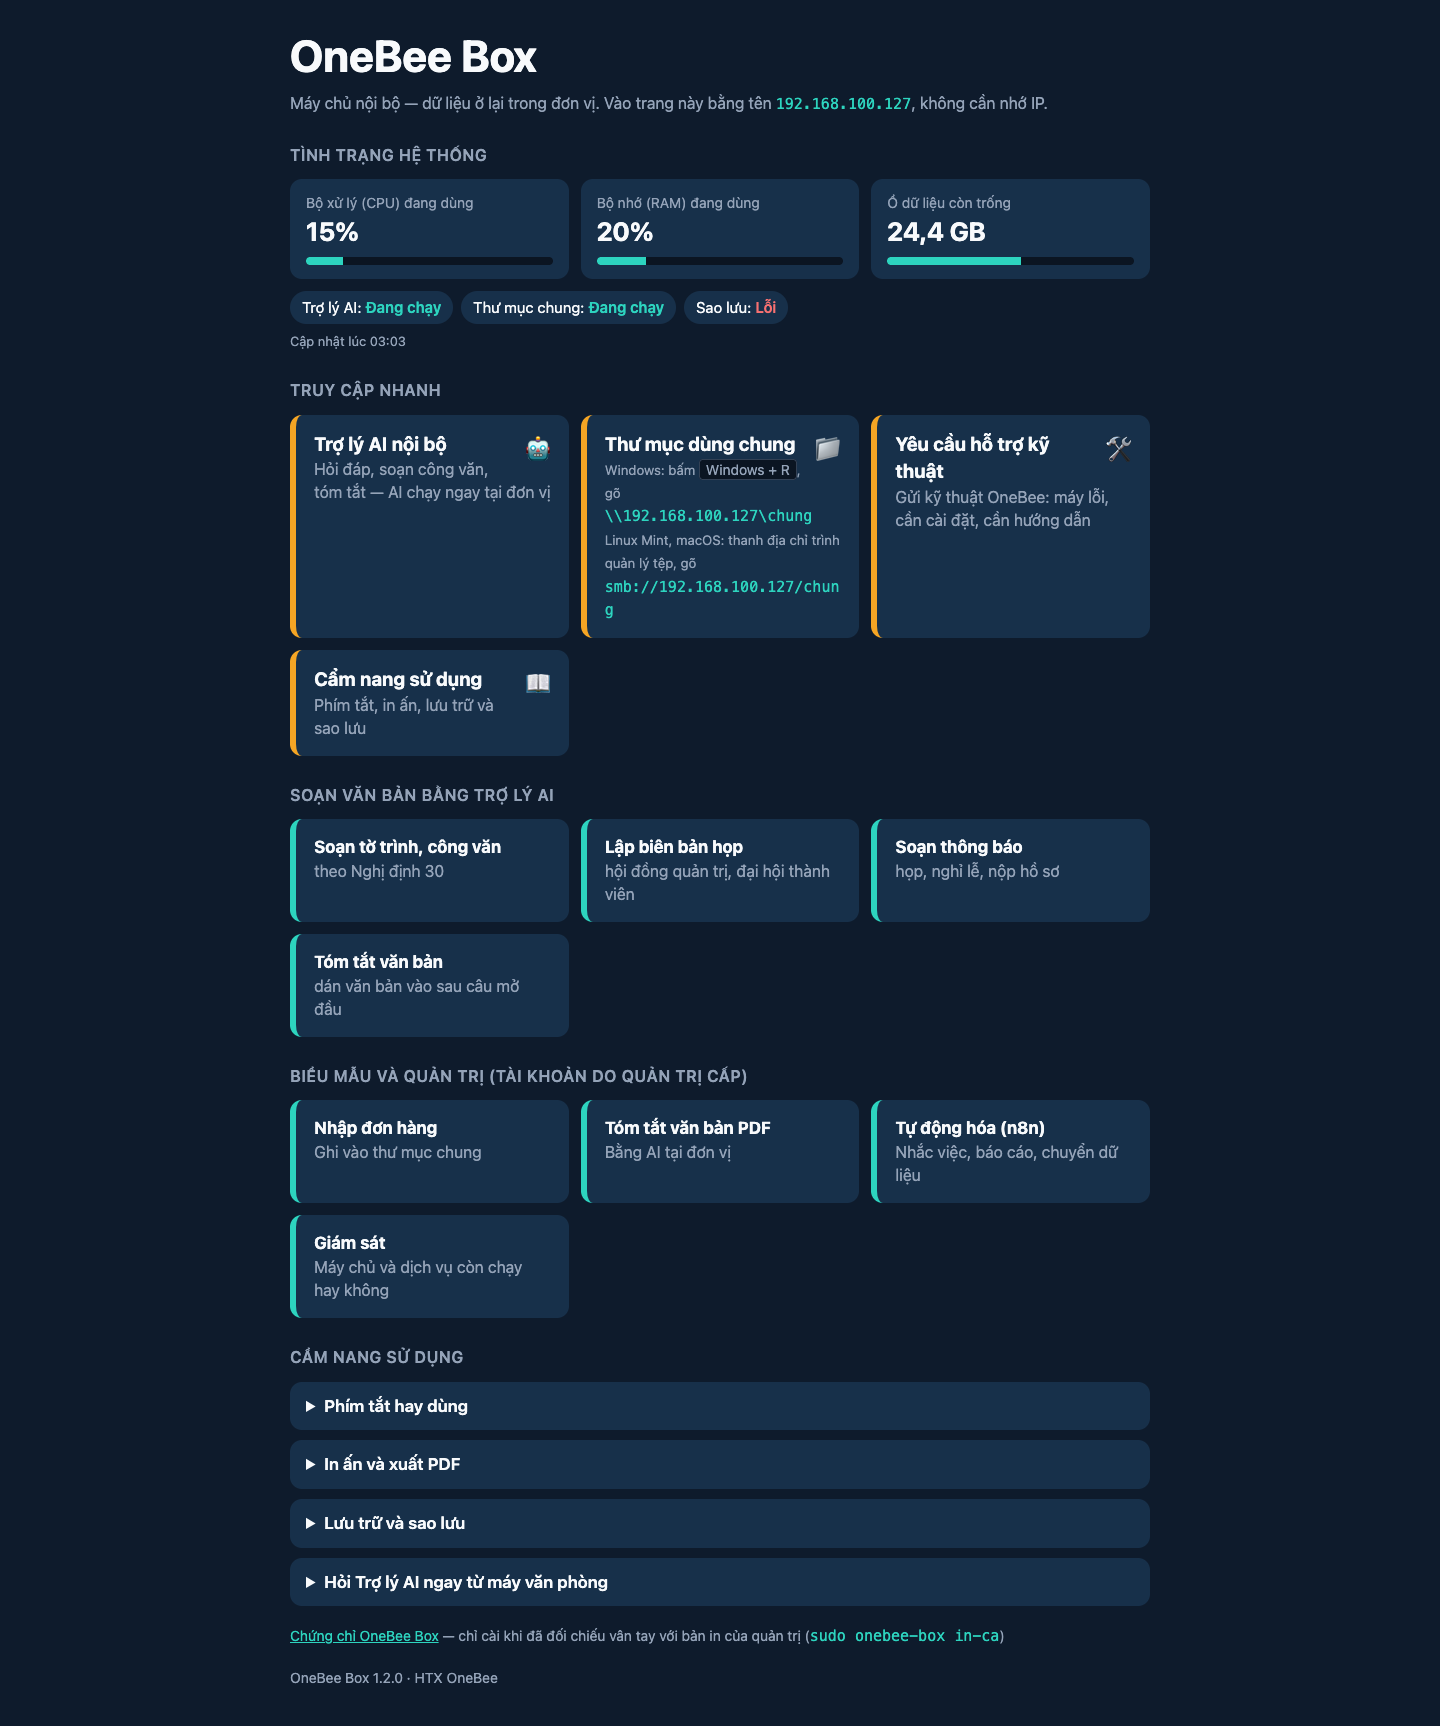 OneBee Box
Máy chủ nội bộ — dữ liệu ở lại trong đơn vị. Vào trang này bằng tên 192.168.100.127, không cần nhớ IP.
TÌNH TRẠNG HỆ THỐNG
Bộ xử lý (CPU) đang dùng
15%
Bộ nhớ (RAM) đang dùng
20%
Ổ dữ liệu còn trống
24,4 GB
Trợ lý AI: Đang chạy
Thư mục chung: Đang chạy
Sao lưu: Lỗi
Cập nhật lúc 03:03
TRUY CẬP NHANH
Trợ lý AI nội bộ
Hỏi đáp, soạn công văn,
tóm tắt — AI chạy ngay tại đơn vị
Thư mục dùng chung
Windows: bấm Windows + R,
gõ
\\192.168.100.127\chung
Linux Mint, macOS: thanh địa chỉ trình
quản lý tệp, gõ
smb://192.168.100.127/chun
g
Yêu cầu hỗ trợ kỹ
thuật
Gửi kỹ thuật OneBee: máy lỗi,
cần cài đặt, cần hướng dẫn
Cẩm nang sử dụng
Phím tắt, in ấn, lưu trữ và
sao lưu
SOẠN VĂN BẢN BẰNG TRỢ LÝ AI
Soạn tờ trình, công văn
theo Nghị định 30
Lập biên bản họp
hội đồng quản trị, đại hội thành
viên
Soạn thông báo
họp, nghỉ lễ, nộp hồ sơ
Tóm tắt văn bản
dán văn bản vào sau câu mở
đầu
BIỂU MẪU VÀ QUẢN TRỊ (TÀI KHOẢN DO QUẢN TRỊ CẤP)
Nhập đơn hàng
Ghi vào thư mục chung
Tóm tắt văn bản PDF
Bằng AI tại đơn vị
Tự động hóa (n8n)
Nhắc việc, báo cáo, chuyển dữ
liệu
Giám sát
Máy chủ và dịch vụ còn chạy
hay không
CẨM NANG SỬ DỤNG
Phím tắt hay dùng
In ấn và xuất PDF
Lưu trữ và sao lưu
Hỏi Trợ lý AI ngay từ máy văn phòng
Chứng chỉ OneBee Box — chỉ cài khi đã đối chiếu vân tay với bản in của quản trị (sudo onebee-box in-ca)
OneBee Box 1.2.0 · HTX OneBee